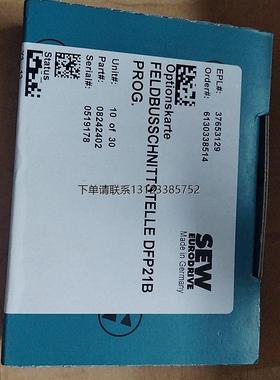 EPL#: 37653129
Order#: 6130338514
SEW
EURODRIVE
Made in Germany
Optionskarte
FELDBUSSCHNITTSTELLE DFP21B
PROG.
Unit#: 10 of 30
Part#: 08242402
Serial#: 0519178
Status
下单请联系13103385752